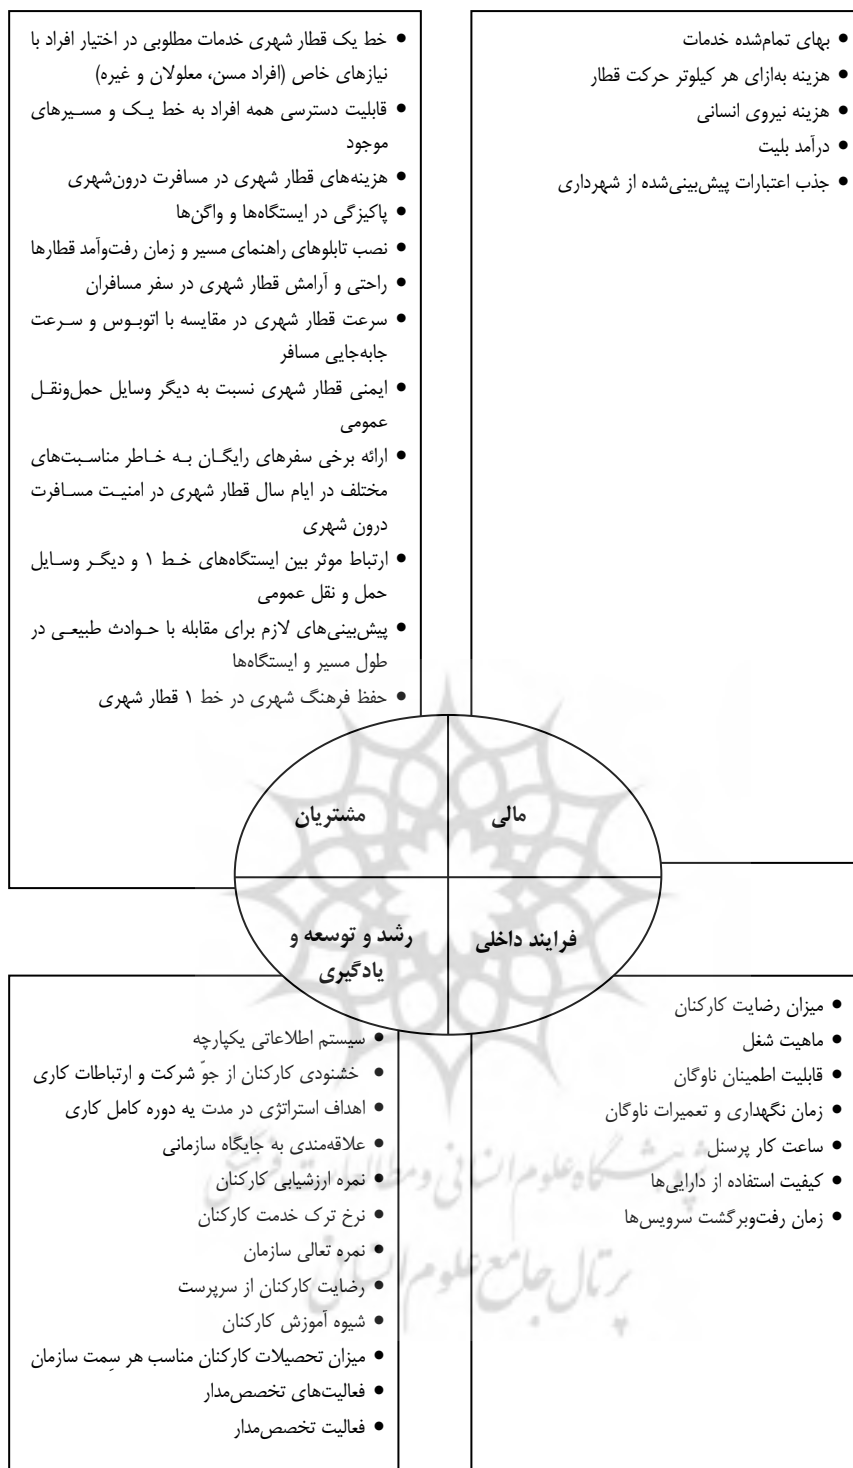 بهای تمام‌شده خدمات
هزینه به‌ازای هر کیلوتر حرکت قطار
هزینه نیروی انسانی
درآمد بلیت
جذب اعتبارات پیش‌بینی‌شده از شهرداری
خط یک قطار شهری خدمات مطلوبی در اختیار افراد با
نیازهای خاص (افراد مسن، معلولان و غیره)
قابلیت دسترسی همه افراد به خط یک و مسیرهای
موجود
هزینه‌های قطار شهری در مسافرت درون‌شهری
پاکیزگی در ایستگاه‌ها و واگن‌ها
نصب تابلوهای راهنمای مسیر و زمان رفت‌وآمد قطارها
راحتی و آرامش قطار شهری در سفر مسافران
سرعت قطار شهری در مقایسه با اتوبوس و سرعت
جابه‌جایی مسافر
ایمنی قطار شهری نسبت به دیگر وسایل حمل‌ونقل
عمومی
ارائه برخی سفرهای رایگان به خاطر مناسبت‌های
مختلف در ایام سال قطار شهری در امنیت مسافرت
درون شهری
ارتباط موثر بین ایستگاه‌های خط ۱ و دیگر وسایل
حمل و نقل عمومی
پیش‌بینی‌های لازم برای مقابله با حوادث طبیعی در
طول مسیر و ایستگاه‌ها
حفظ فرهنگ شهری در خط ۱ قطار شهری
مالی
مشتریان
فرایند داخلی
رشد و توسعه و
یادگیری
میزان رضایت کارکنان
ماهیت شغل
قابلیت اطمینان ناوگان
زمان نگهداری و تعمیرات ناوگان
ساعت کار پرسنل
کیفیت استفاده از دارایی‌ها
زمان رفت‌وبرگشت سرویس‌ها
سیستم اطلاعاتی یکپارچه
خشنودی کارکنان از جوّ شرکت و ارتباطات کاری
اهداف استراتژی در مدت یه دوره کامل کاری
علاقه‌مندی به جایگاه سازمانی
نمره ارزشیابی کارکنان
نرخ ترک خدمت کارکنان
نمره تعالی سازمان
رضایت کارکنان از سرپرست
شیوه آموزش کارکنان
میزان تحصیلات کارکنان مناسب هر سِمت سازمان
فعالیت‌های تخصص‌مدار
فعالیت تخصص‌مدار
پژوهشگاه علوم انسانی و مطالعات فرهنگی
پرتال جامع علوم انسانی